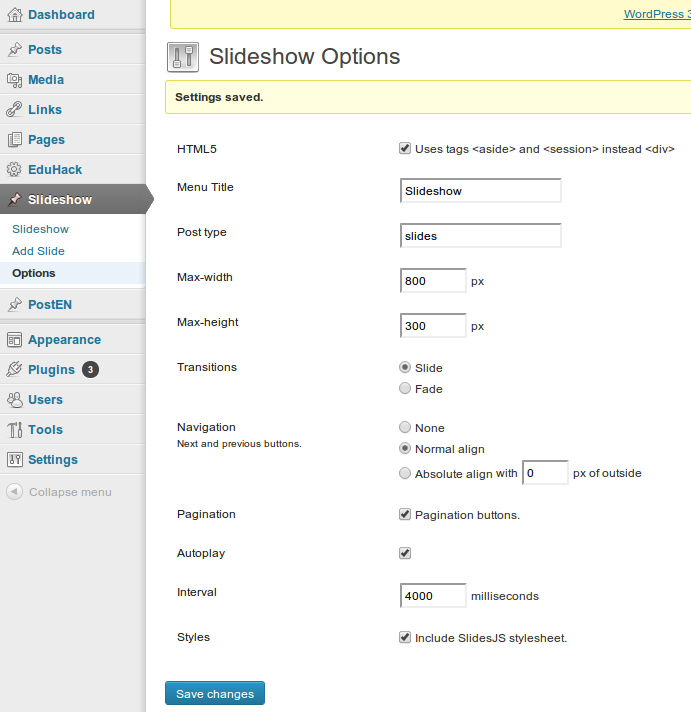 Dashboard
Posts
Media
Links
Pages
EduHack
Slideshow
Slideshow
Add Slide
Options
PostEN
Appearance
Plugins 3
Users
Tools
Settings
Collapse menu
WordPress 3
Slideshow Options
Settings saved.
HTML5 Uses tags <aside> and <session> instead <div>
Menu Title Slideshow
Post type slides
Max-width 800 px
Max-height 300 px
Transitions Slide
Fade
Navigation None
Next and previous buttons.
Normal align
Absolute align with 0 px of outside
Pagination Pagination buttons.
Autoplay
Interval 4000 milliseconds
Styles Include SlidesJS stylesheet.
Save changes